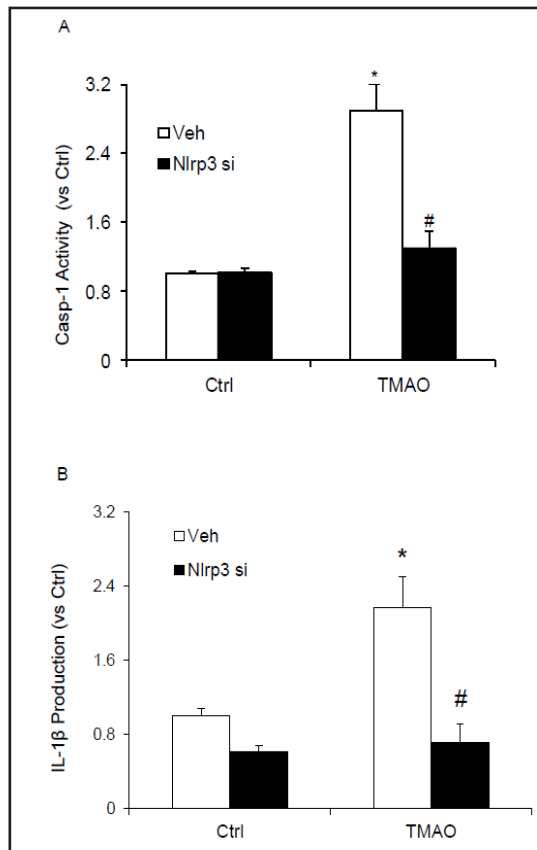 A
Casp-1 Activity (vs Ctrl)
3.2
2.4
1.6
0.8
0
Veh
Nlrp3 si
*
#
Ctrl
TMAO
B
IL-1β Production (vs Ctrl)
3.2
2.4
1.6
0.8
0
Veh
Nlrp3 si
*
#
Ctrl
TMAO